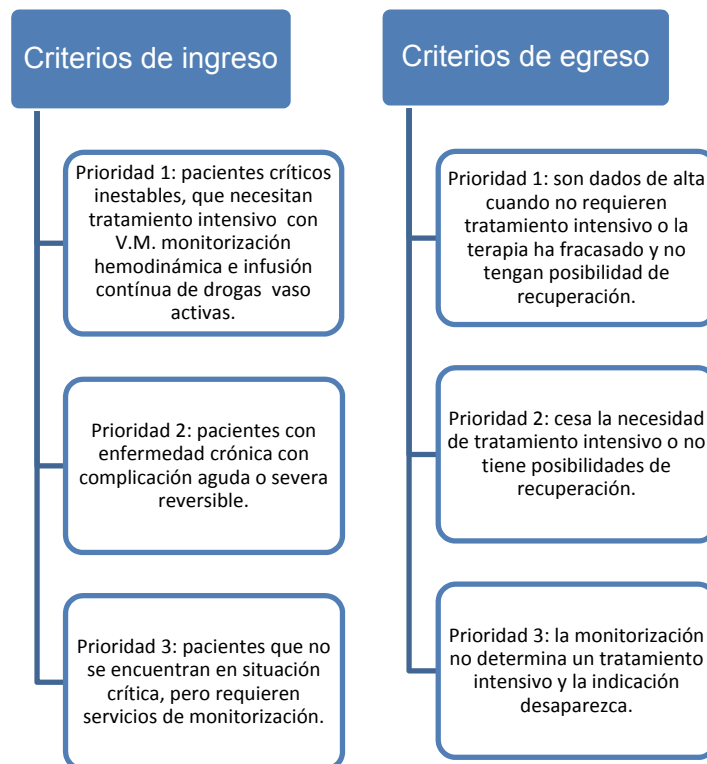 Criterios de ingreso
Prioridad 1: pacientes críticos
inestables, que necesitan
tratamiento intensivo con
V.M. monitorización
hemodinámica e infusión
contínua de drogas vaso
activas.
Prioridad 2: pacientes con
enfermedad crónica con
complicación aguda o severa
reversible.
Prioridad 3: pacientes que no
se encuentran en situación
crítica, pero requieren
servicios de monitorización.
Criterios de egreso
Prioridad 1: son dados de alta
cuando no requieren
tratamiento intensivo o la
terapia ha fracasado y no
tengan posibilidad de
recuperación.
Prioridad 2: cesa la necesidad
de tratamiento intensivo o no
tiene posibilidades de
recuperación.
Prioridad 3: la monitorización
no determina un tratamiento
intensivo y la indicación
desaparezca.